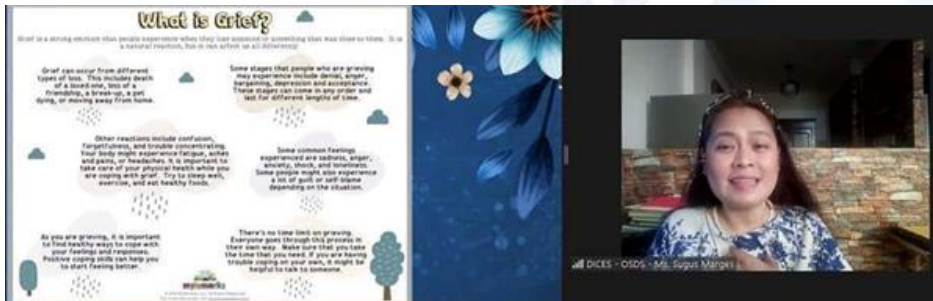 What is Grief?
Grief is a strong emotion that people experience when they lose someone or something that was close to them. It is
a natural reaction, but it can affect us all differently!
Grief can occur from different
types of loss. This includes death
of a loved one, loss of a
friendship, a break-up, a pet
dying, or moving away from home.
Some stages that people who are grieving
may experience include denial, anger,
bargaining, depression and acceptance.
These stages can come in any order and
last for different lengths of time.
Other reactions include confusion,
forgetfulness, and trouble concentrating.
Your body might experience fatigue, aches
and pains, or headaches. It is important to
take care of your physical health while you
are coping with grief. Try to sleep well,
exercise, and eat healthy foods.
Some common feelings
experienced are sadness, anger,
anxiety, shock, and loneliness.
Some people might also experience
a lot of guilt or self-blame
depending on the situation.
As you are grieving, it is important
to find healthy ways to cope with
your feelings and responses.
Positive coping skills can help you
to start feeling better.
There's no time limit on grieving.
Everyone goes through this process in
their own way. Make sure that you take
the time that you need. If you are having
trouble coping on your own, it might be
helpful to talk to someone.
mylemarks
DICES - OSDS - Ms. Sugus Marges